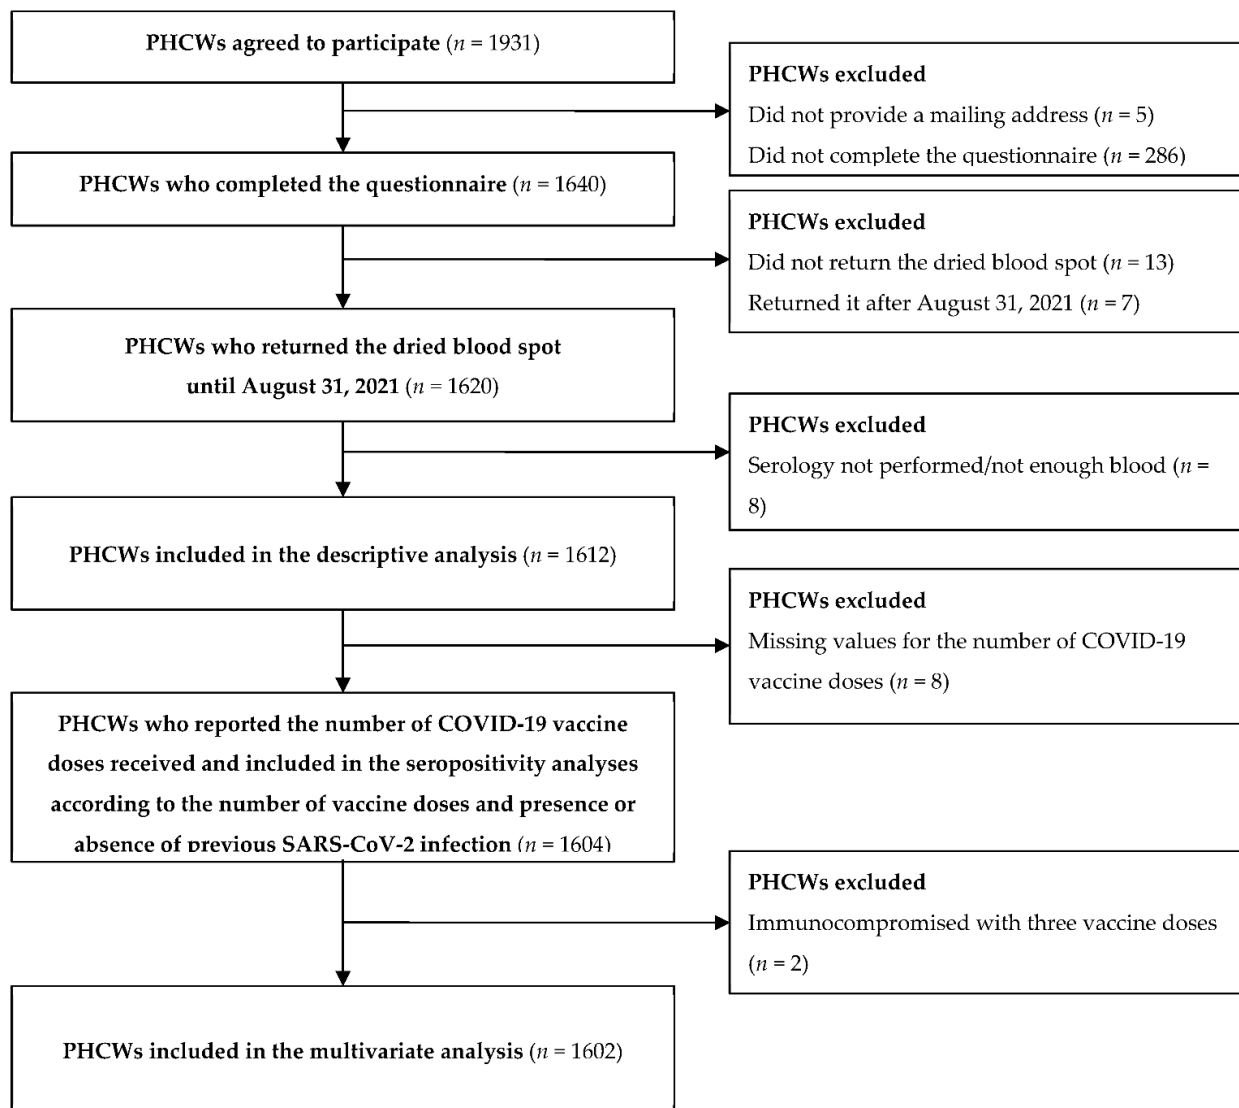 PHCWs agreed to participate (n = 1931)
PHCWs excluded
Did not provide a mailing address (n = 5)
Did not complete the questionnaire (n = 286)
PHCWs who completed the questionnaire (n = 1640)
PHCWs excluded
Did not return the dried blood spot (n = 13)
Returned it after August 31, 2021 (n = 7)
PHCWs who returned the dried blood spot
until August 31, 2021 (n = 1620)
PHCWs excluded
Serology not performed/not enough blood (n =
8)
PHCWs included in the descriptive analysis (n = 1612)
PHCWs excluded
Missing values for the number of COVID-19
vaccine doses (n = 8)
PHCWs who reported the number of COVID-19 vaccine
doses received and included in the seropositivity analyses
according to the number of vaccine doses and presence or
absence of previous SARS-CoV-2 infection (n = 1604)
PHCWs excluded
Immunocompromised with three vaccine doses
(n = 2)
PHCWs included in the multivariate analysis (n = 1602)